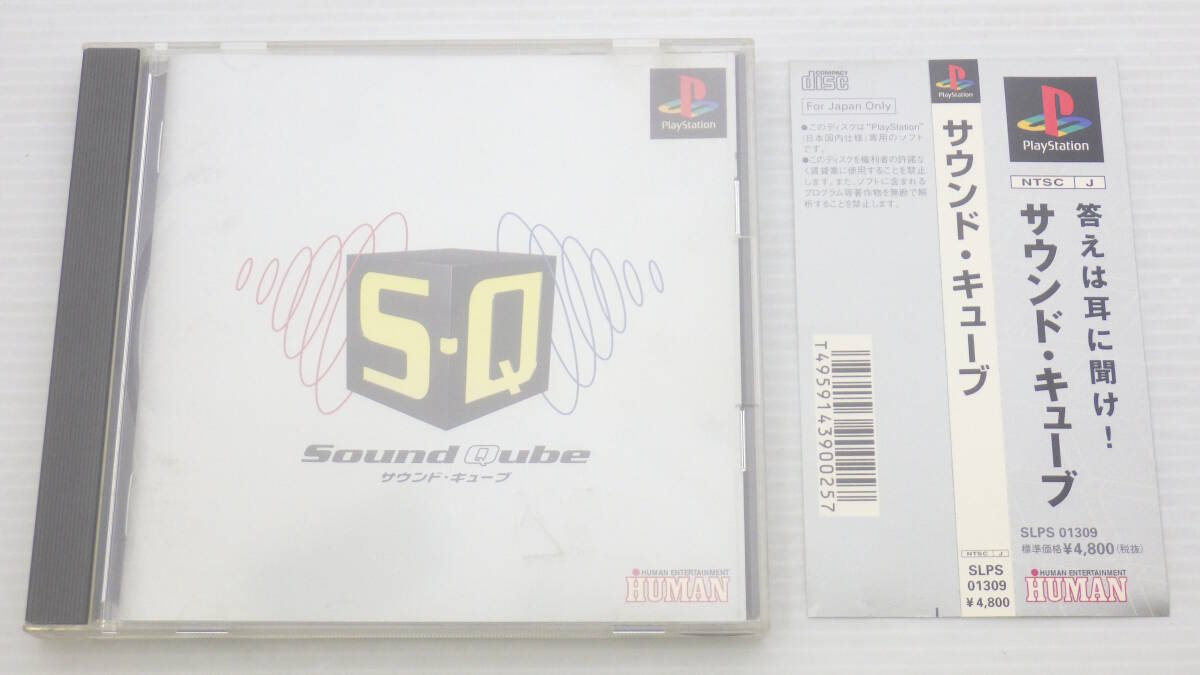 PlayStation
S·Q
Sound Qube
サウンド・キューブ
HUMAN ENTERTAINMENT
HUMAN
COMPACT
disc
For Japan Only
●このディスクは"PlayStation"
(日本国内仕様)専用のソフト
です。
●このディスクを権利者の許諾な
く賃貸業に使用することを禁止
します。また、ソフトに含まれる
プログラム等著作物を無断で解
析することを禁止します。
T4959143900257
PlayStation
サウンド・キューブ
NTSC J
SLPS
01309
¥4,800
PlayStation
NTSC J
答えは耳に聞け!
サウンド・キューブ
SLPS 01309
標準価格¥4,800(税抜)
HUMAN ENTERTAINMENT
HUMAN